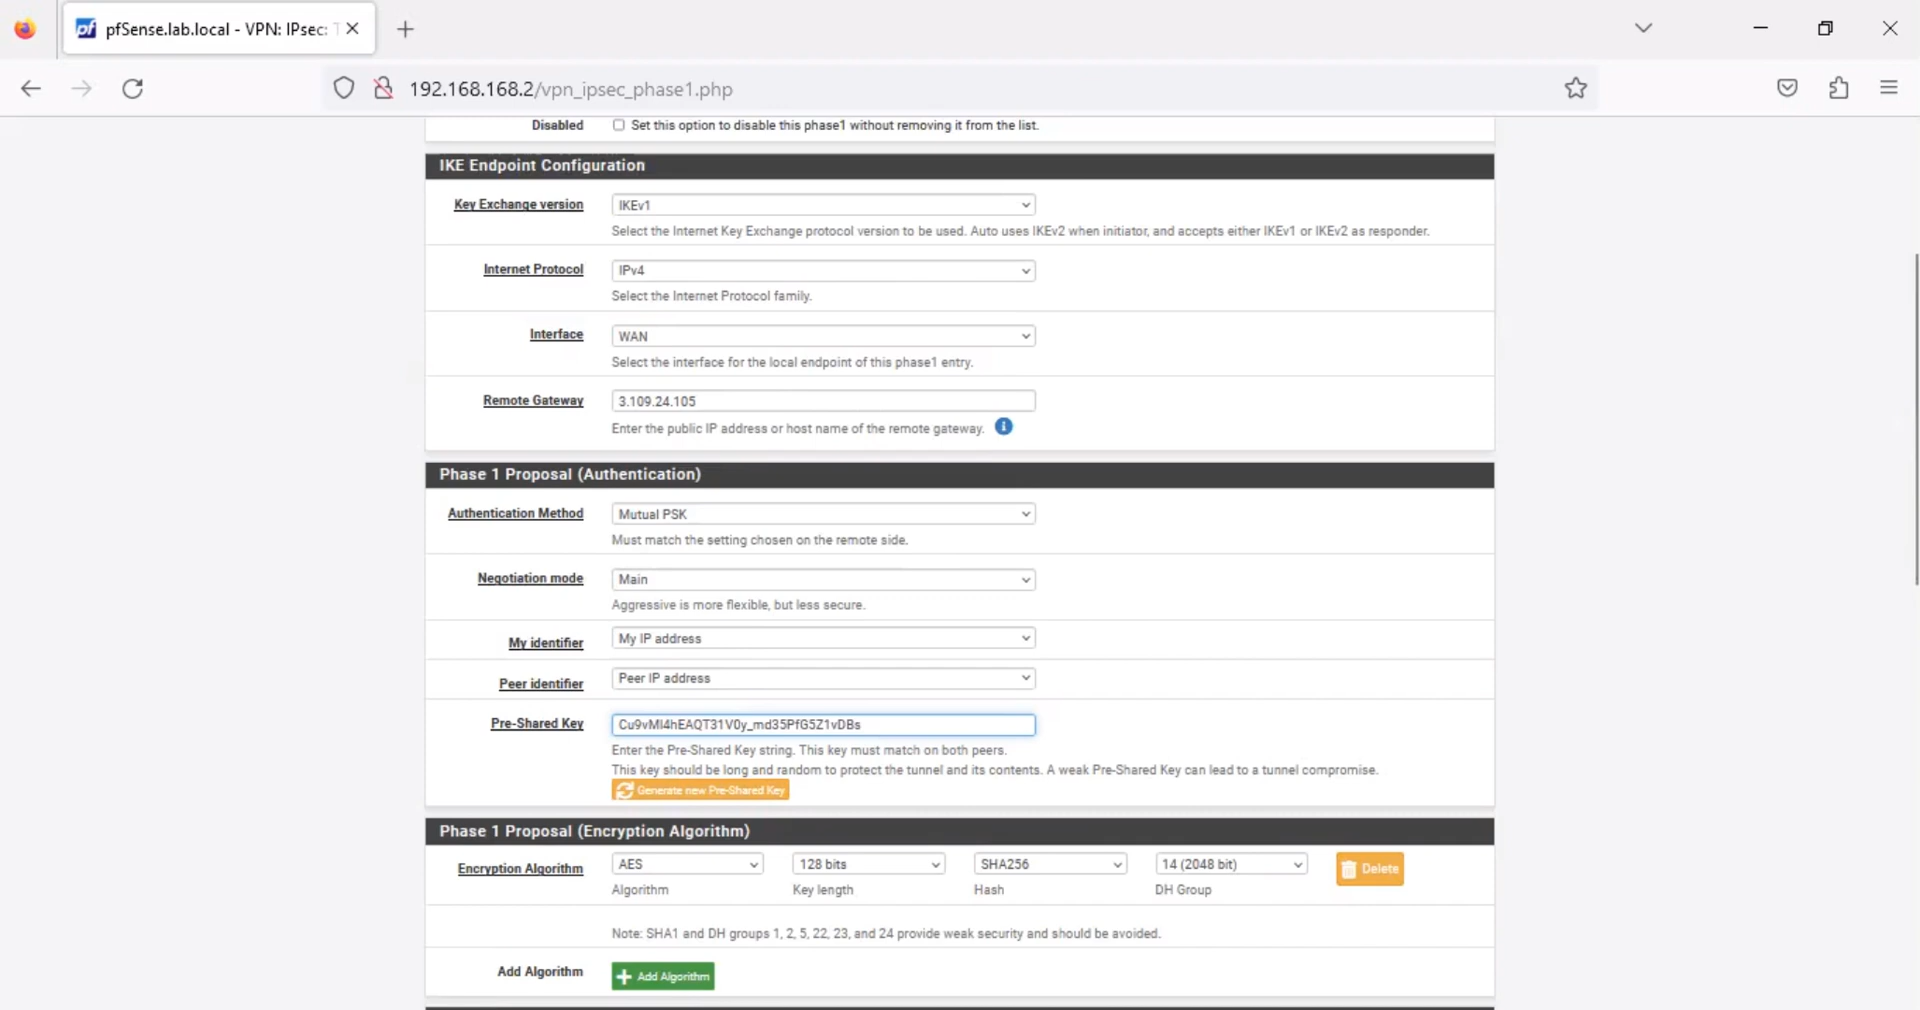 pfSense.lab.local - VPN: IPsec: T
192.168.168.2/vpn_ipsec_phase1.php
Disabled Set this option to disable this phase1 without removing it from the list.
IKE Endpoint Configuration
Key Exchange version IKEv1
Select the Internet Key Exchange protocol version to be used. Auto uses IKEv2 when initiator, and accepts either IKEv1 or IKEv2 as responder.
Internet Protocol IPv4
Select the Internet Protocol family.
Interface WAN
Select the interface for the local endpoint of this phase1 entry.
Remote Gateway 3.109.24.105
Enter the public IP address or host name of the remote gateway.
Phase 1 Proposal (Authentication)
Authentication Method Mutual PSK
Must match the setting chosen on the remote side.
Negotiation mode Main
Aggressive is more flexible, but less secure.
My identifier My IP address
Peer identifier Peer IP address
Pre-Shared Key Cu9vMI4hEAQT31V0y_md35PfG5Z1vDBs
Enter the Pre-Shared Key string. This key must match on both peers.
This key should be long and random to protect the tunnel and its contents. A weak Pre-Shared Key can lead to a tunnel compromise.
Generate new Pre-Shared Key
Phase 1 Proposal (Encryption Algorithm)
Encryption Algorithm AES 128 bits SHA256 14 (2048 bit) Delete
Algorithm Key length Hash DH Group
Note: SHA1 and DH groups 1, 2, 5, 22, 23, and 24 provide weak security and should be avoided.
Add Algorithm Add Algorithm